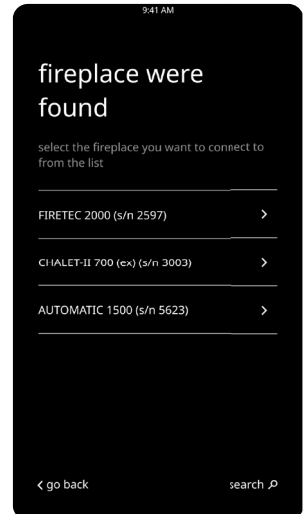 9:41 AM
fireplace were
found
select the fireplace you want to connect to
from the list
FIRETEC 2000 (s/n 2597)
CHALET-II 700 (ex) (s/n 3003)
AUTOMATIC 1500 (s/n 5623)
go back search